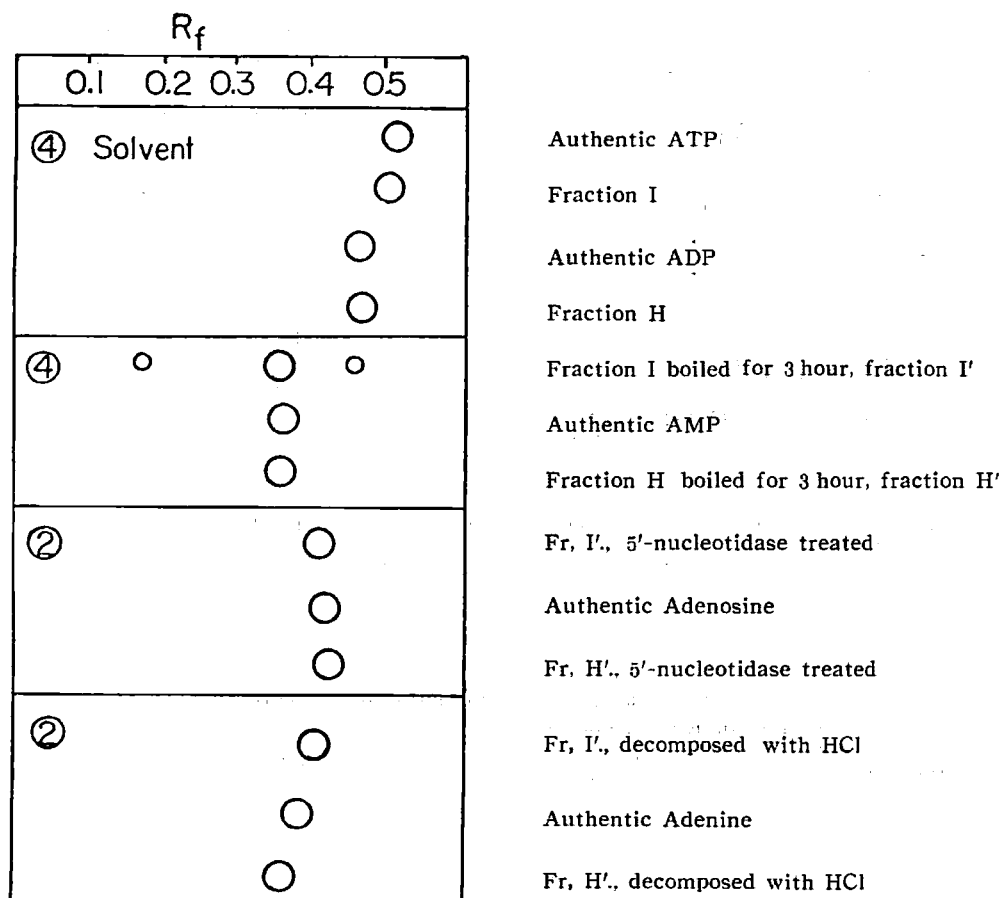 Rf
0.1 0.2 0.3 0.4 0.5
④ Solvent
Authentic ATP
Fraction I
Authentic ADP
Fraction H
④
Fraction I boiled for 3 hour, fraction I′
Authentic AMP
Fraction H boiled for 3 hour, fraction H′
②
Fr, I′., 5′-nucleotidase treated
Authentic Adenosine
Fr, H′., 5′-nucleotidase treated
②
Fr, I′., decomposed with HCl
Authentic Adenine
Fr, H′., decomposed with HCl